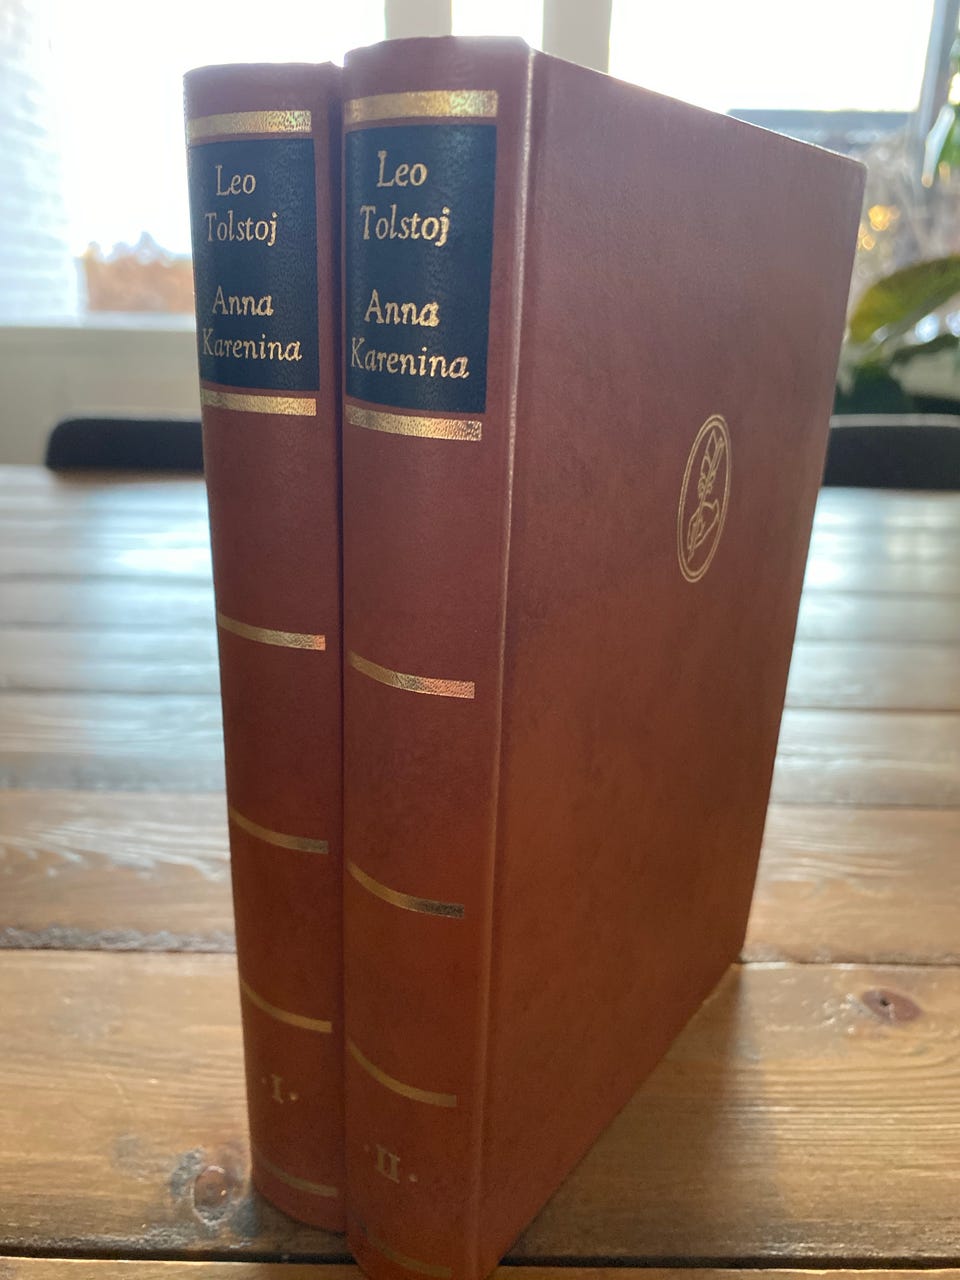 Leo
Tolstoj
Anna
Karenina
·I·
Leo
Tolstoj
Anna
Karenina
·II·